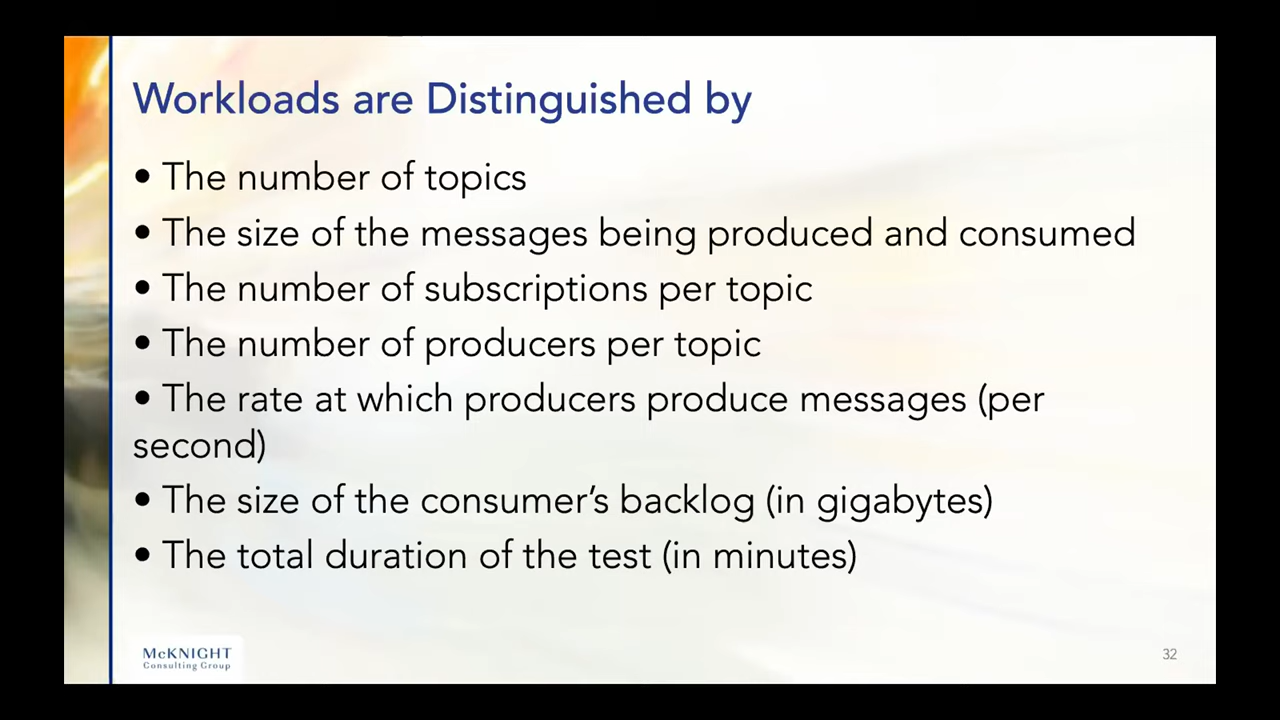 Workloads are Distinguished by
• The number of topics
• The size of the messages being produced and consumed
• The number of subscriptions per topic
• The number of producers per topic
• The rate at which producers produce messages (per
second)
• The size of the consumer’s backlog (in gigabytes)
• The total duration of the test (in minutes)
McKNIGHT
Consulting Group
32